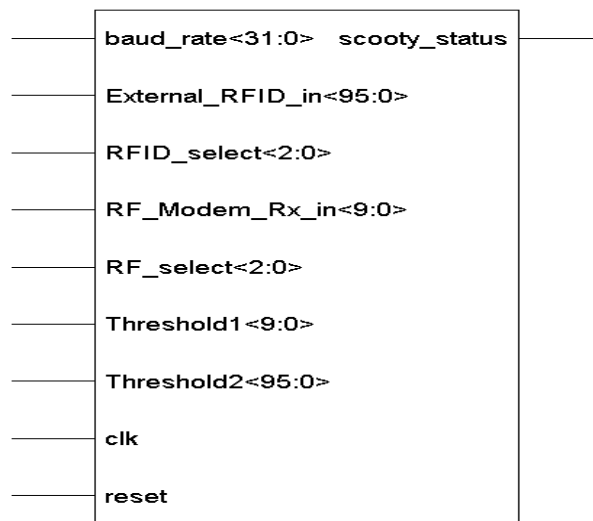 baud_rate<31:0> scooty_status
External_RFID_in<95:0>
RFID_select<2:0>
RF_Modem_Rx_in<9:0>
RF_select<2:0>
Threshold1<9:0>
Threshold2<95:0>
clk
reset